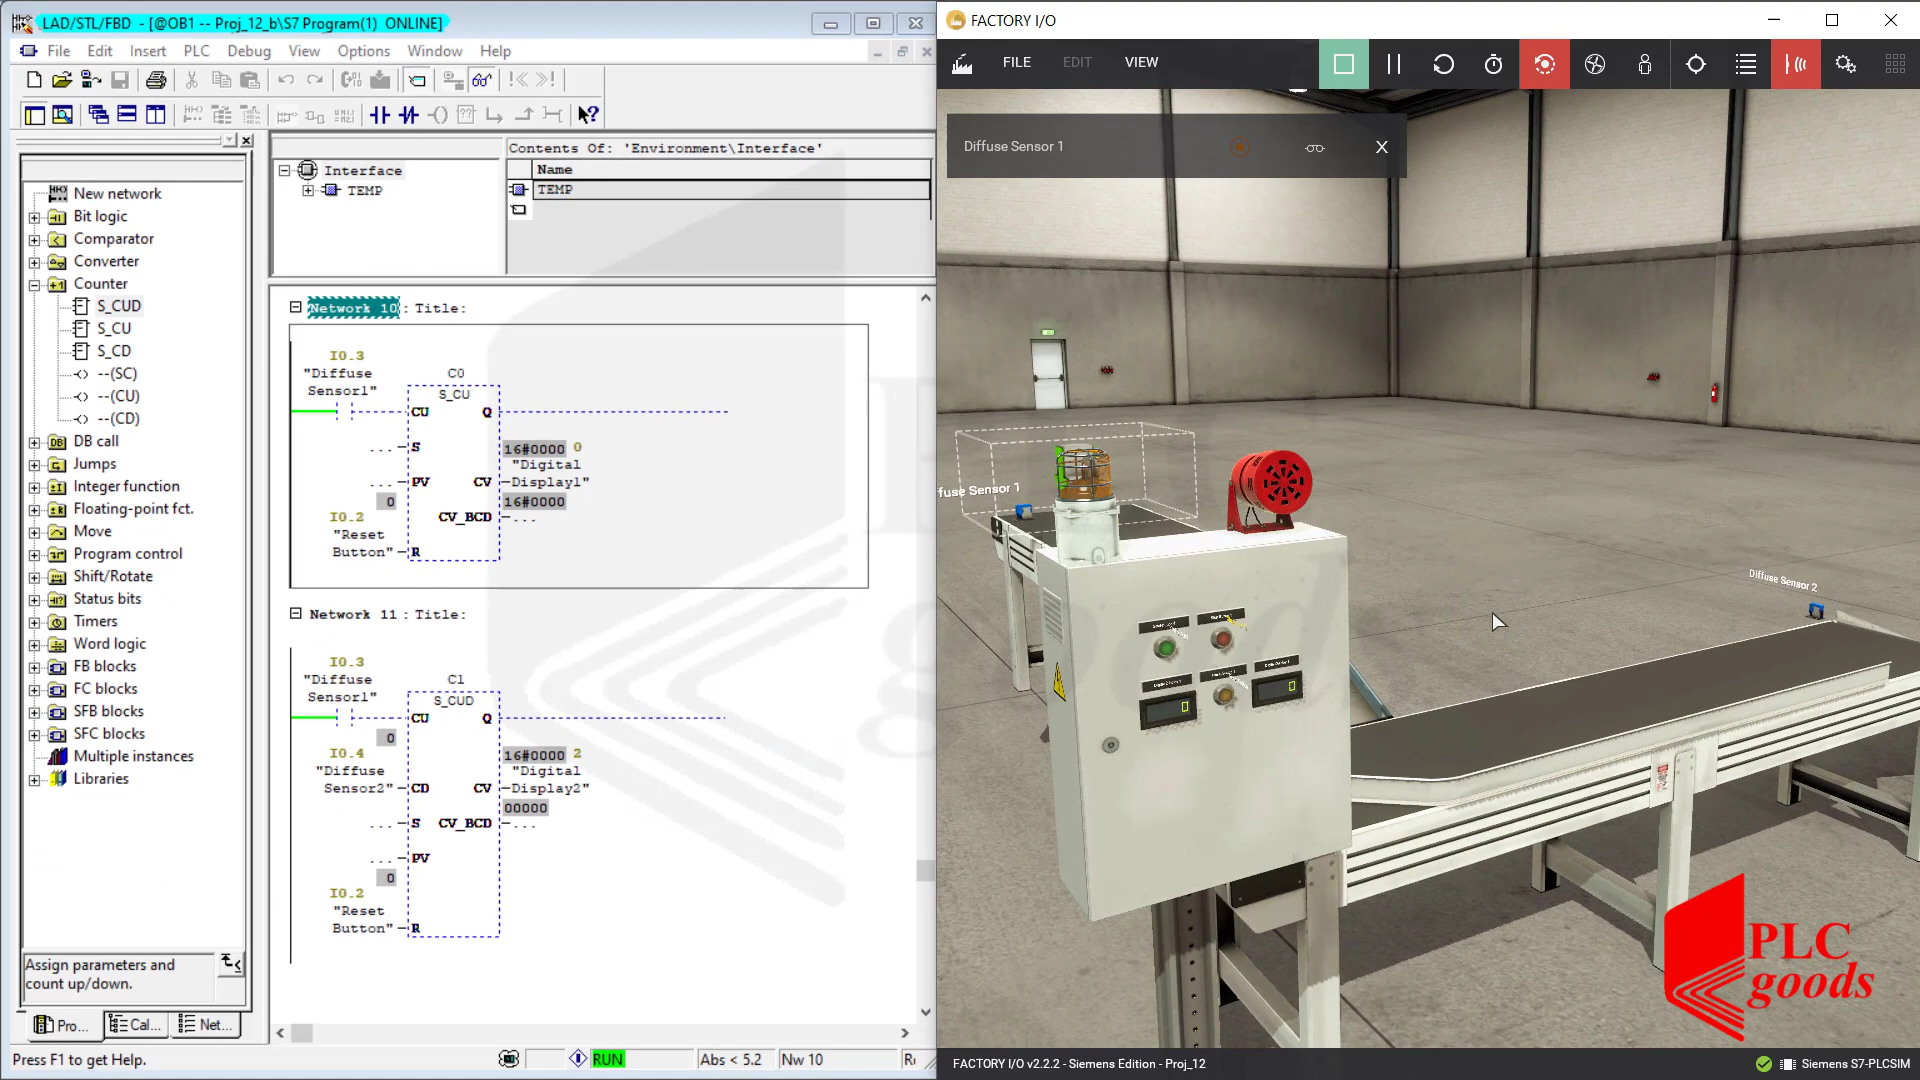 LAD/STL/FBD - [@OB1 -- Proj_12_b\S7 Program(1) ONLINE]
File Edit Insert PLC Debug View Options Window Help
New network
Bit logic
Comparator
Converter
Counter
S_CUD
S_CU
S_CD
--(SC)
--(CU)
--(CD)
DB call
Jumps
Integer function
Floating-point fct.
Move
Program control
Shift/Rotate
Status bits
Timers
Word logic
FB blocks
FC blocks
SFB blocks
SFC blocks
Multiple instances
Libraries
Assign parameters and
count up/down.
Pro... Cal... Net...
Interface
TEMP
Contents Of: 'Environment\Interface'
Name
TEMP
Network 10 : Title:
I0.3
"Diffuse
Sensor1"
C0
S_CU
CU Q
... S
16#0000 0
"Digital
... PV CV Display1"
0 16#0000
I0.2 CV_BCD ...
"Reset
Button" R
Network 11 : Title:
I0.3
"Diffuse
Sensor1"
C1
S_CUD
CU Q
0
I0.4 16#0000 2
"Diffuse "Digital
Sensor2" CD CV Display2"
00000
... S CV_BCD ...
... PV
0
I0.2
"Reset
Button" R
Press F1 to get Help.
RUN
Abs < 5.2
Nw 10
FACTORY I/O
FILE EDIT VIEW
Diffuse Sensor 1
X
fuse Sensor 1
Diffuse Sensor 2
0
0
PLC
goods
FACTORY I/O v2.2.2 - Siemens Edition - Proj_12
Siemens S7-PLCSIM